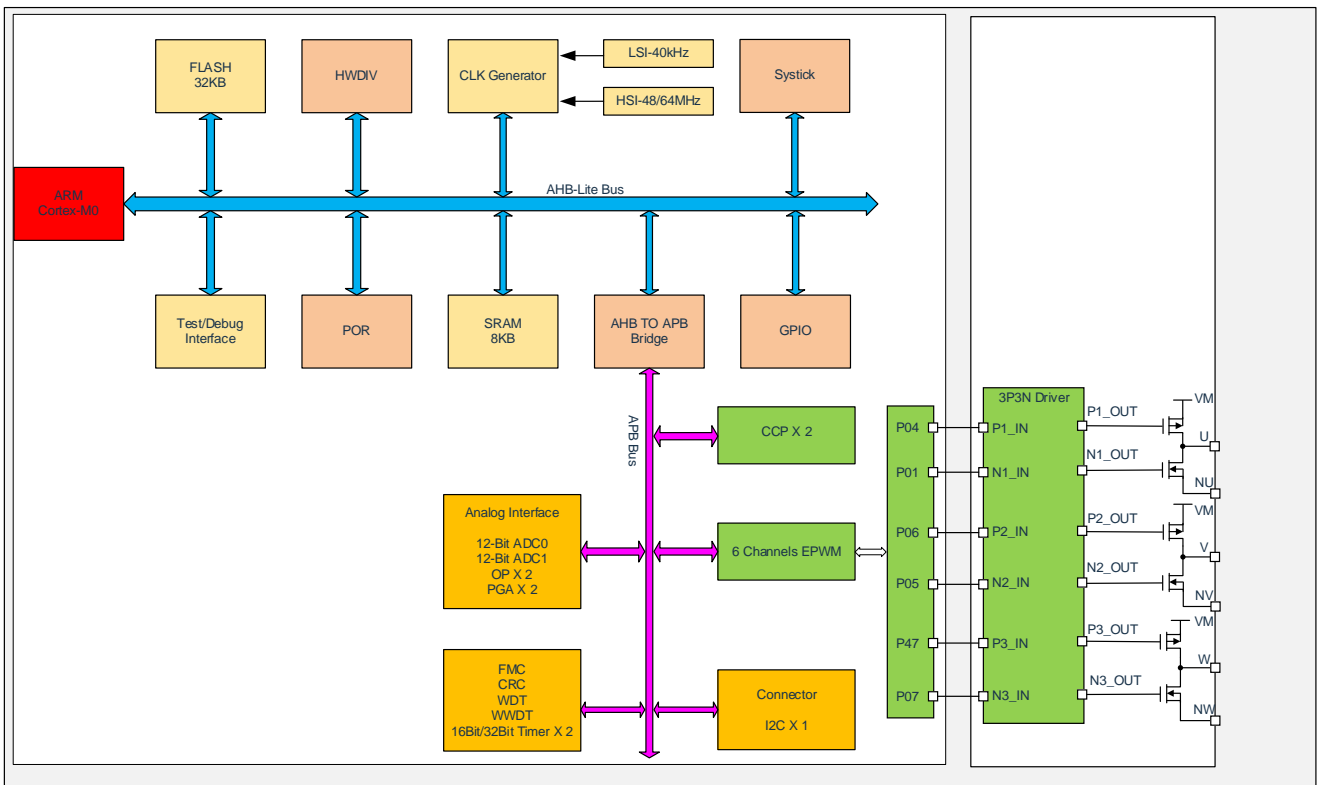 FLASH
32KB
HWDIV
CLK Generator
LSI-40kHz
HSI-48/64MHz
Systick
ARM
Cortex-M0
AHB-Lite Bus
Test/Debug
Interface
POR
SRAM
8KB
AHB TO APB
Bridge
GPIO
APB Bus
CCP X 2
Analog Interface
12-Bit ADC0
12-Bit ADC1
OP X 2
PGA X 2
6 Channels EPWM
FMC
CRC
WDT
WWDT
16Bit/32Bit Timer X 2
Connector
I2C X 1
P04
P01
P06
P05
P47
P07
3P3N Driver
P1_IN
N1_IN
P2_IN
N2_IN
P3_IN
N3_IN
P1_OUT
N1_OUT
P2_OUT
N2_OUT
P3_OUT
N3_OUT
VM
U
NU
VM
V
NV
VM
W
NW